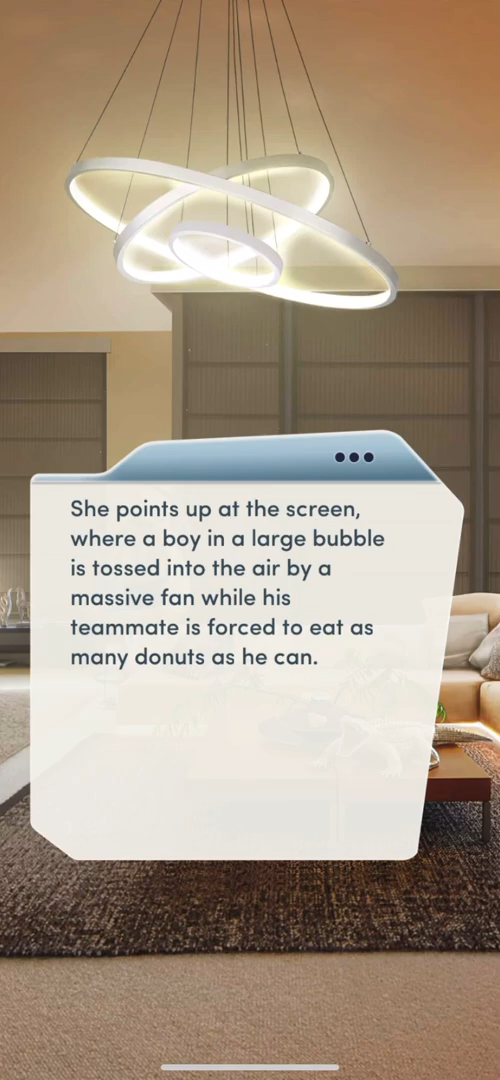 She points up at the screen,
where a boy in a large bubble
is tossed into the air by a
massive fan while his
teammate is forced to eat as
many donuts as he can.